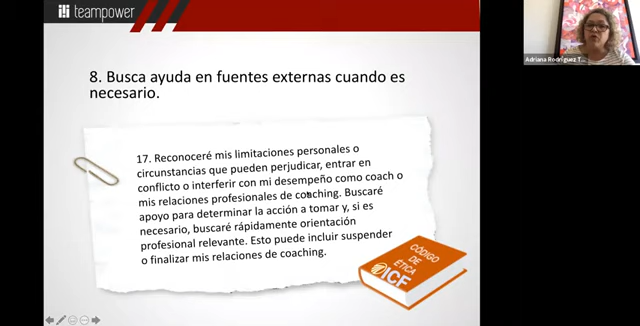 teampower
Adriana Rodríguez T...
8. Busca ayuda en fuentes externas cuando es
necesario.
17. Reconoceré mis limitaciones personales o
circunstancias que pueden perjudicar, entrar en
conflicto o interferir con mi desempeño como coach o
mis relaciones profesionales de coaching. Buscaré
apoyo para determinar la acción a tomar y, si es
necesario, buscaré rápidamente orientación
profesional relevante. Esto puede incluir suspender
o finalizar mis relaciones de coaching.
CÓDIGO
DE
ÉTICA
ICF